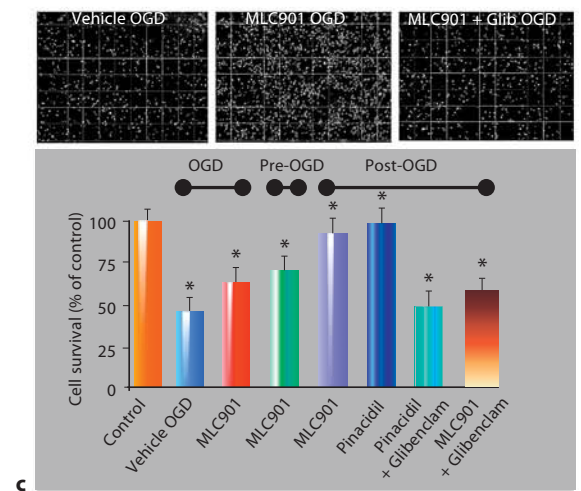 Vehicle OGD
MLC901 OGD
MLC901 + Glib OGD
OGD
Pre-OGD
Post-OGD
Cell survival (% of control)
100
75
50
25
0
*
*
*
*
*
*
*
Control
Vehicle OGD
MLC901
MLC901
MLC901
Pinacidil
Pinacidil
+ Glibenclam
MLC901
+ Glibenclam
c